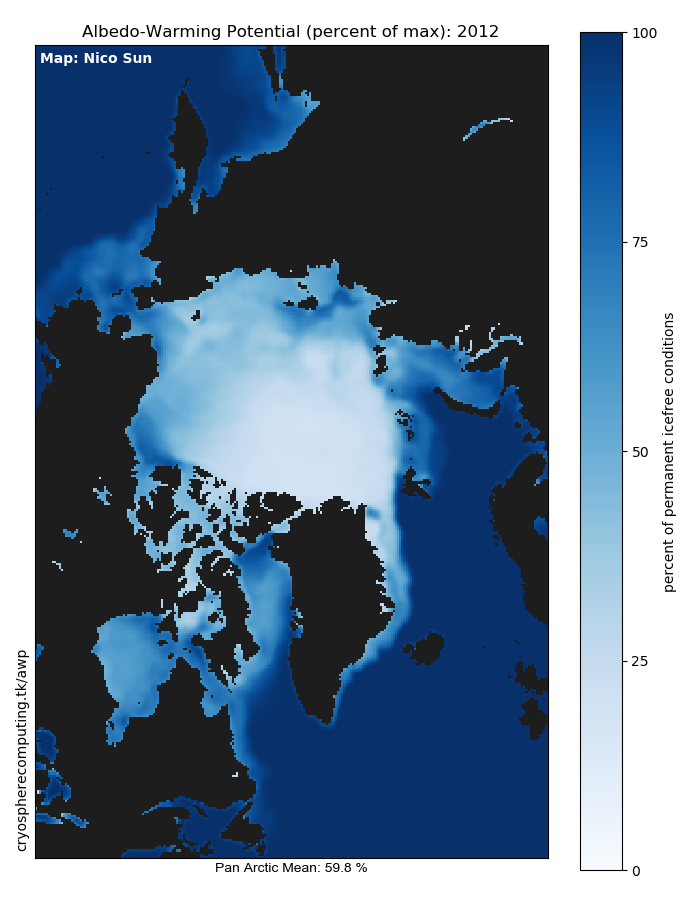 Albedo-Warming Potential (percent of max): 2012
Map: Nico Sun
100
75
50
25
0
percent of permanent icefree conditions
cryospherecomputing.tk/awp
Pan Arctic Mean: 59.8 %